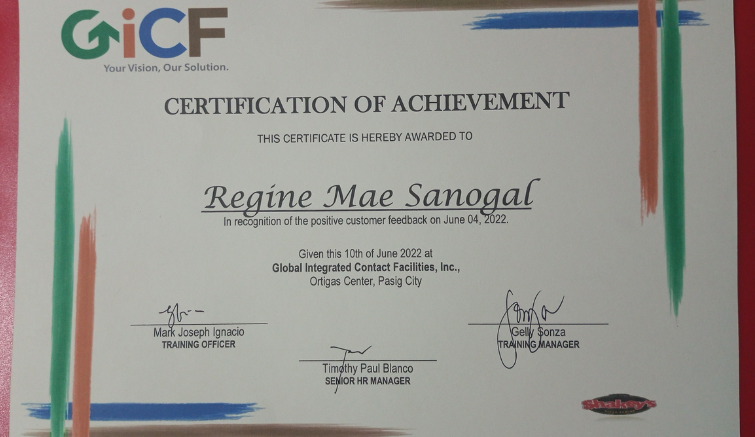 GiCF
Your Vision, Our Solution.
CERTIFICATION OF ACHIEVEMENT
THIS CERTIFICATE IS HEREBY AWARDED TO
Regine Mae Sanogal
In recognition of the positive customer feedback on June 04, 2022.
Given this 10th of June 2022 at
Global Integrated Contact Facilities, Inc.,
Ortigas Center, Pasig City
Mark Joseph Ignacio
TRAINING OFFICER
Gelly Sonza
TRAINING MANAGER
Timothy Paul Blanco
SENIOR HR MANAGER